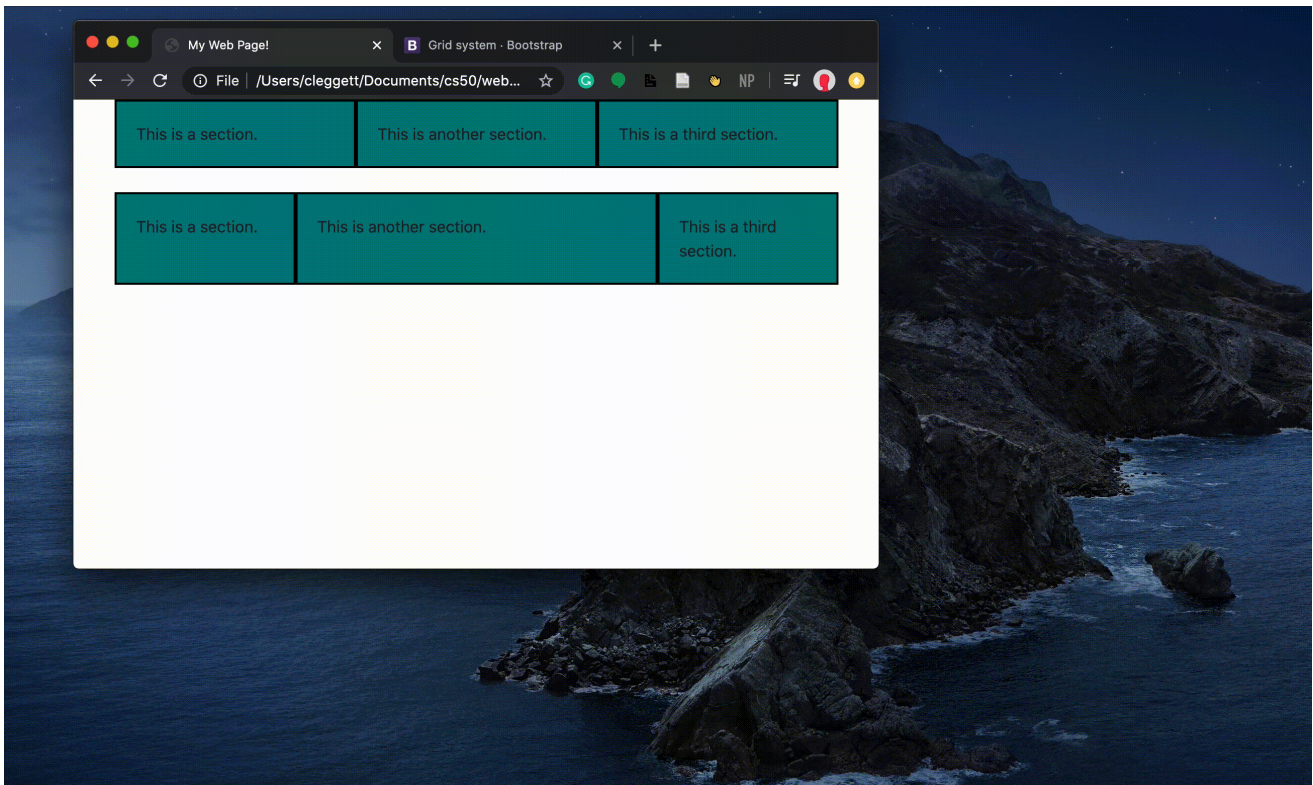 My Web Page!
B Grid system · Bootstrap
File /Users/cleggett/Documents/cs50/web...
NP
This is a section.
This is another section.
This is a third section.
This is a section.
This is another section.
This is a third
section.